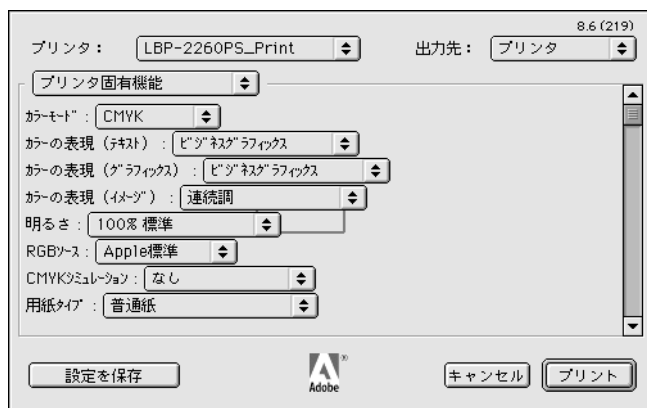 8.6 (219)
プリンタ： LBP-2260PS_Print 出力先： プリンタ
プリンタ固有機能
ｶﾗｰﾓｰﾄﾞ : CMYK
ｶﾗｰの表現 (ﾃｷｽﾄ) : ﾋﾞｼﾞﾈｽｸﾞﾗﾌｨｯｸｽ
ｶﾗｰの表現 (ｸﾞﾗﾌｨｯｸｽ) : ﾋﾞｼﾞﾈｽｸﾞﾗﾌｨｯｸｽ
ｶﾗｰの表現 (ｲﾒｰｼﾞ) : 連続調
明るさ : 100% 標準
RGBｿｰｽ : Apple標準
CMYKｼﾐｭﾚｰｼｮﾝ : なし
用紙ﾀｲﾌﾟ : 普通紙
設定を保存 Adobe キャンセル プリント